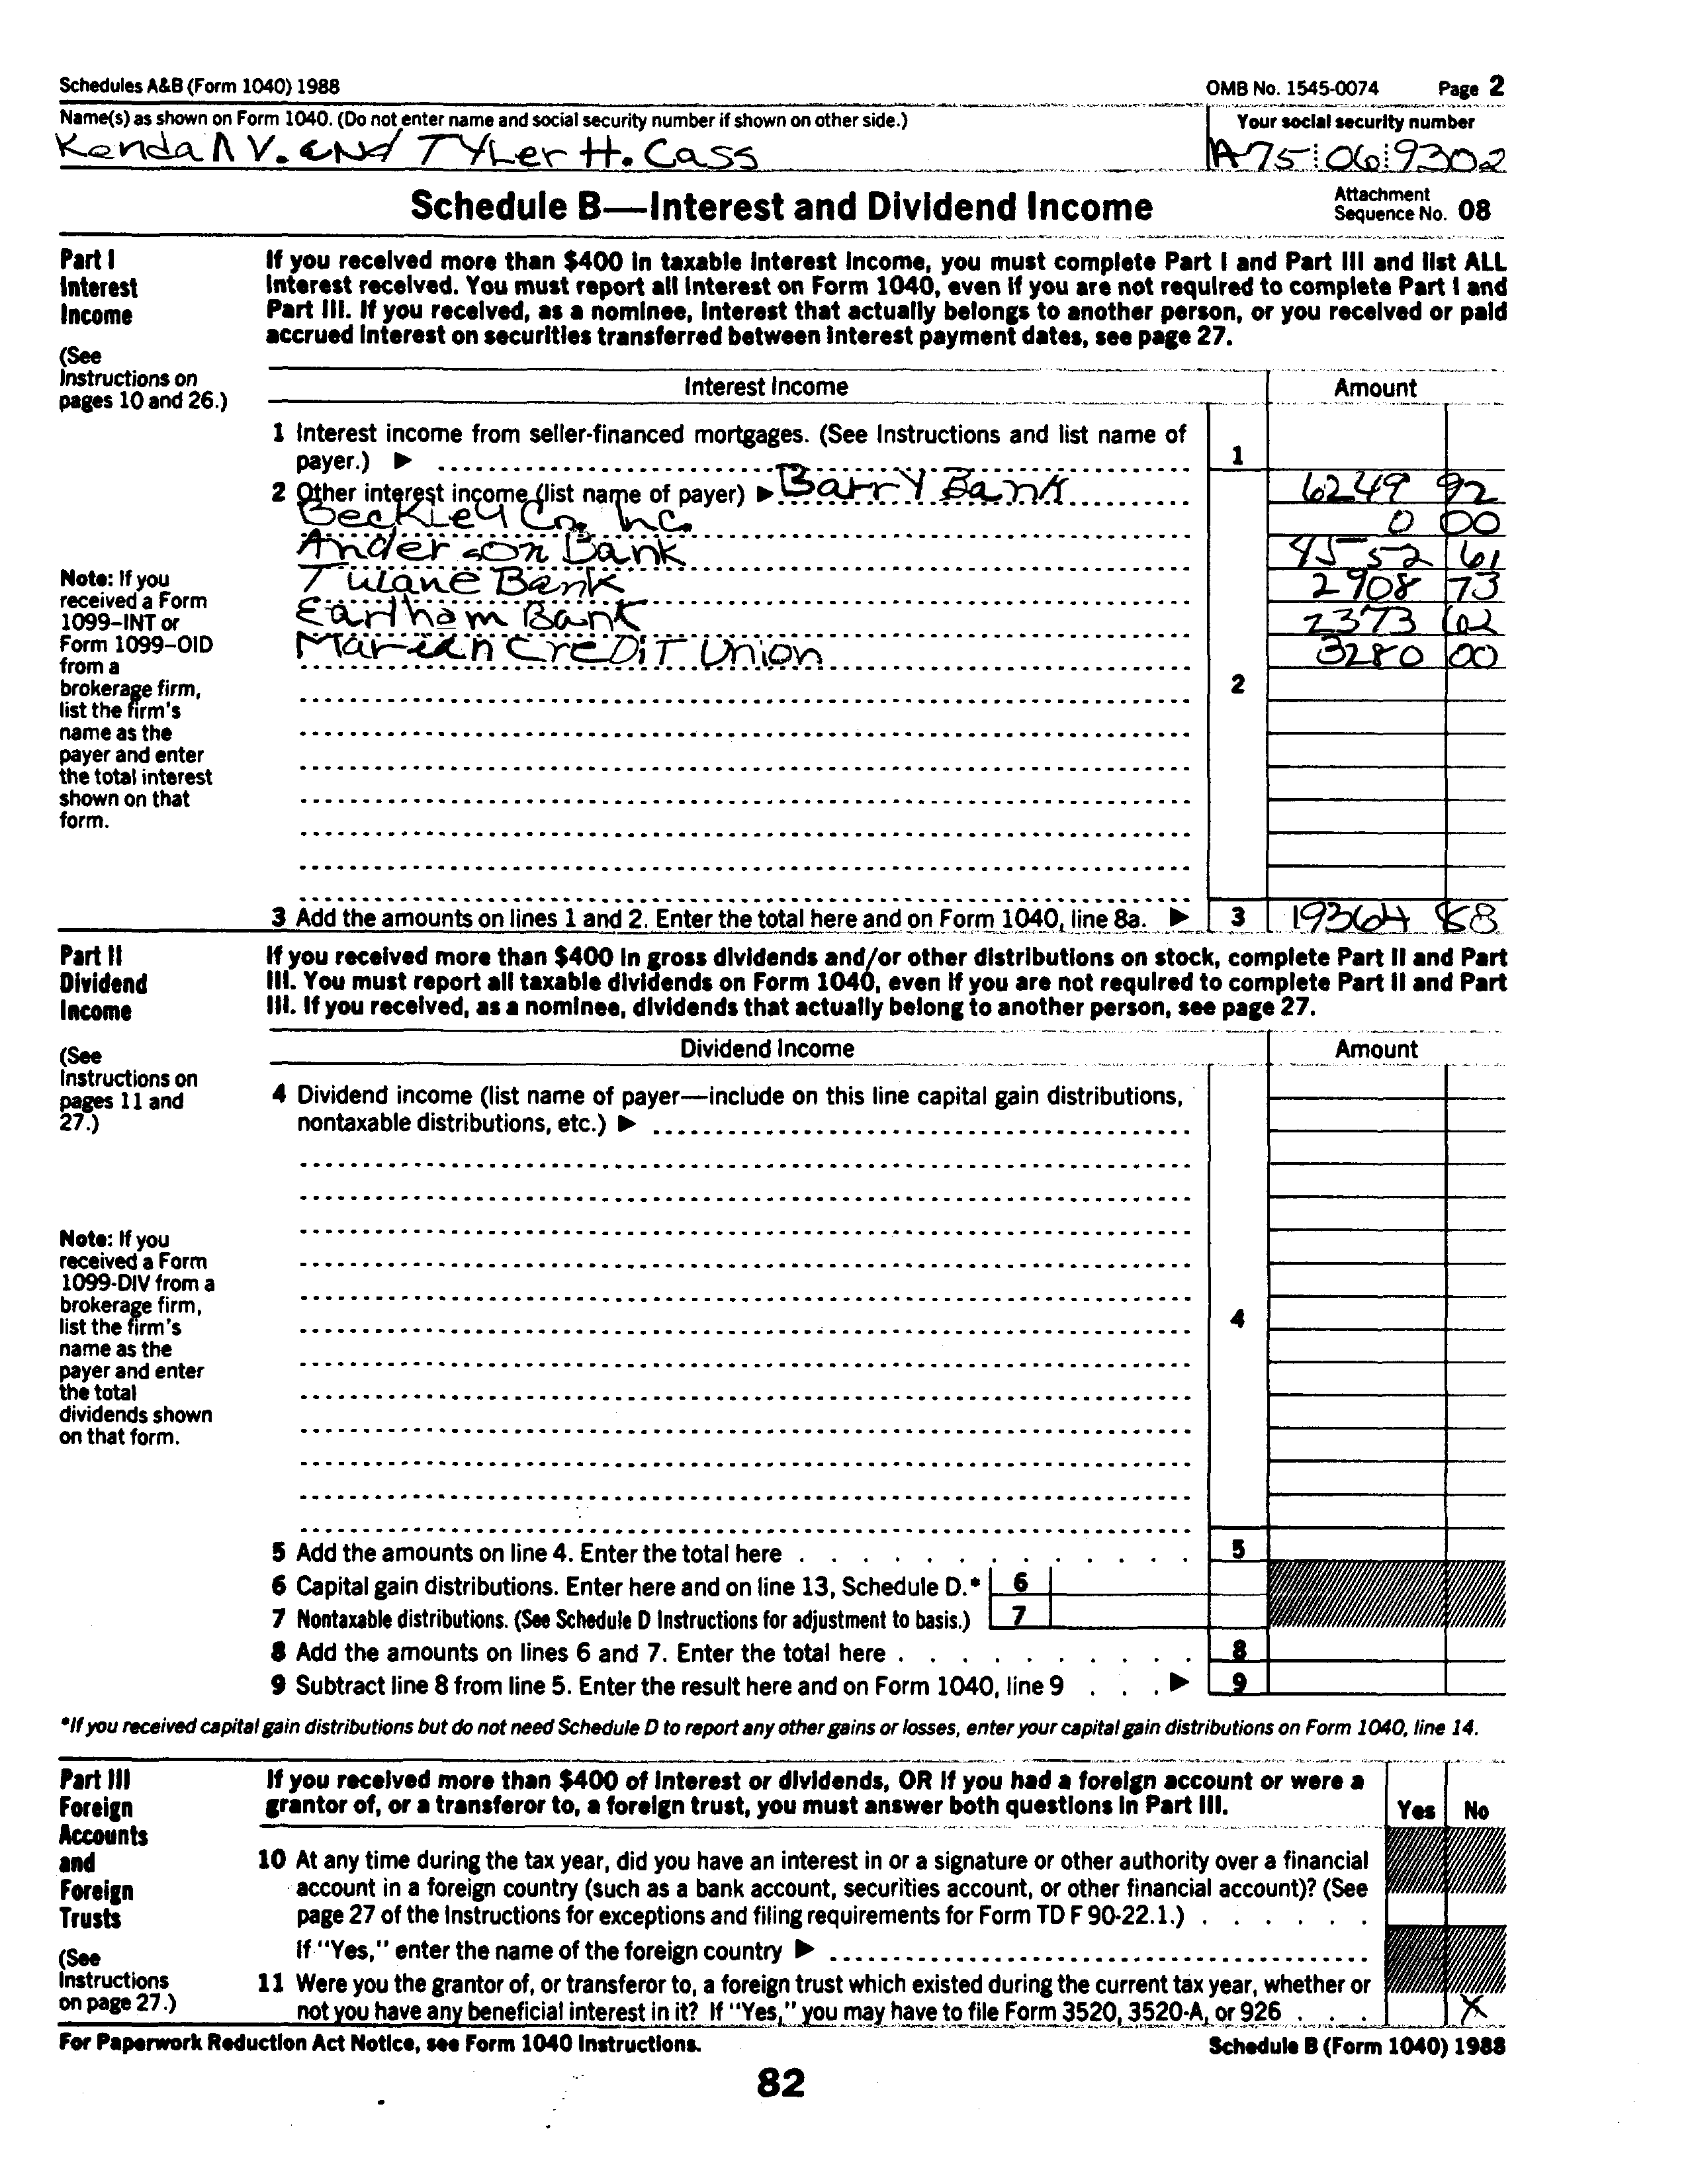 Schedules A&B (Form 1040) 1988 OMB No. 1545-0074 Page 2
Name(s) as shown on Form 1040. (Do not enter name and social security number if shown on other side.) Your social security number
Kendal V. and Tyler H. Cass A75 06 9302
Schedule B—Interest and Dividend Income Attachment Sequence No. 08
Part I
Interest
Income
(See
Instructions on
pages 10 and 26.)
If you received more than $400 in taxable interest income, you must complete Part I and Part III and list ALL
interest received. You must report all interest on Form 1040, even if you are not required to complete Part I and
Part III. If you received, as a nominee, interest that actually belongs to another person, or you received or paid
accrued interest on securities transferred between interest payment dates, see page 27.
Interest Income Amount
1 Interest income from seller-financed mortgages. (See Instructions and list name of
payer.) ▶ 1
2 Other interest income (list name of payer) ▶ Barry Bank 6249 92
Beckley Co. Inc. 0 00
Anderson Bank 4552 61
Tulane Bank 2908 73
Earlham Bank 2373 62
Marian Credit Union 3280 00
2
Note: If you
received a Form
1099–INT or
Form 1099–OID
from a
brokerage firm,
list the firm's
name as the
payer and enter
the total interest
shown on that
form.
3 Add the amounts on lines 1 and 2. Enter the total here and on Form 1040, line 8a. ▶ 3 19364 88
Part II
Dividend
Income
(See
Instructions on
pages 11 and
27.)
If you received more than $400 in gross dividends and/or other distributions on stock, complete Part II and Part
III. You must report all taxable dividends on Form 1040, even if you are not required to complete Part II and Part
III. If you received, as a nominee, dividends that actually belong to another person, see page 27.
Dividend Income Amount
4 Dividend income (list name of payer—include on this line capital gain distributions,
nontaxable distributions, etc.) ▶
4
Note: If you
received a Form
1099-DIV from a
brokerage firm,
list the firm's
name as the
payer and enter
the total
dividends shown
on that form.
5 Add the amounts on line 4. Enter the total here 5
6 Capital gain distributions. Enter here and on line 13, Schedule D.* 6
7 Nontaxable distributions. (See Schedule D Instructions for adjustment to basis.) 7
8 Add the amounts on lines 6 and 7. Enter the total here 8
9 Subtract line 8 from line 5. Enter the result here and on Form 1040, line 9 ▶ 9
*If you received capital gain distributions but do not need Schedule D to report any other gains or losses, enter your capital gain distributions on Form 1040, line 14.
Part III
Foreign
Accounts
and
Foreign
Trusts
(See
Instructions
on page 27.)
If you received more than $400 of interest or dividends, OR if you had a foreign account or were a
grantor of, or a transferor to, a foreign trust, you must answer both questions in Part III. Yes No
10 At any time during the tax year, did you have an interest in or a signature or other authority over a financial
account in a foreign country (such as a bank account, securities account, or other financial account)? (See
page 27 of the Instructions for exceptions and filing requirements for Form TD F 90-22.1.)
If "Yes," enter the name of the foreign country ▶
11 Were you the grantor of, or transferor to, a foreign trust which existed during the current tax year, whether or
not you have any beneficial interest in it? If "Yes," you may have to file Form 3520, 3520-A, or 926 X
For Paperwork Reduction Act Notice, see Form 1040 Instructions. Schedule B (Form 1040) 1988
82